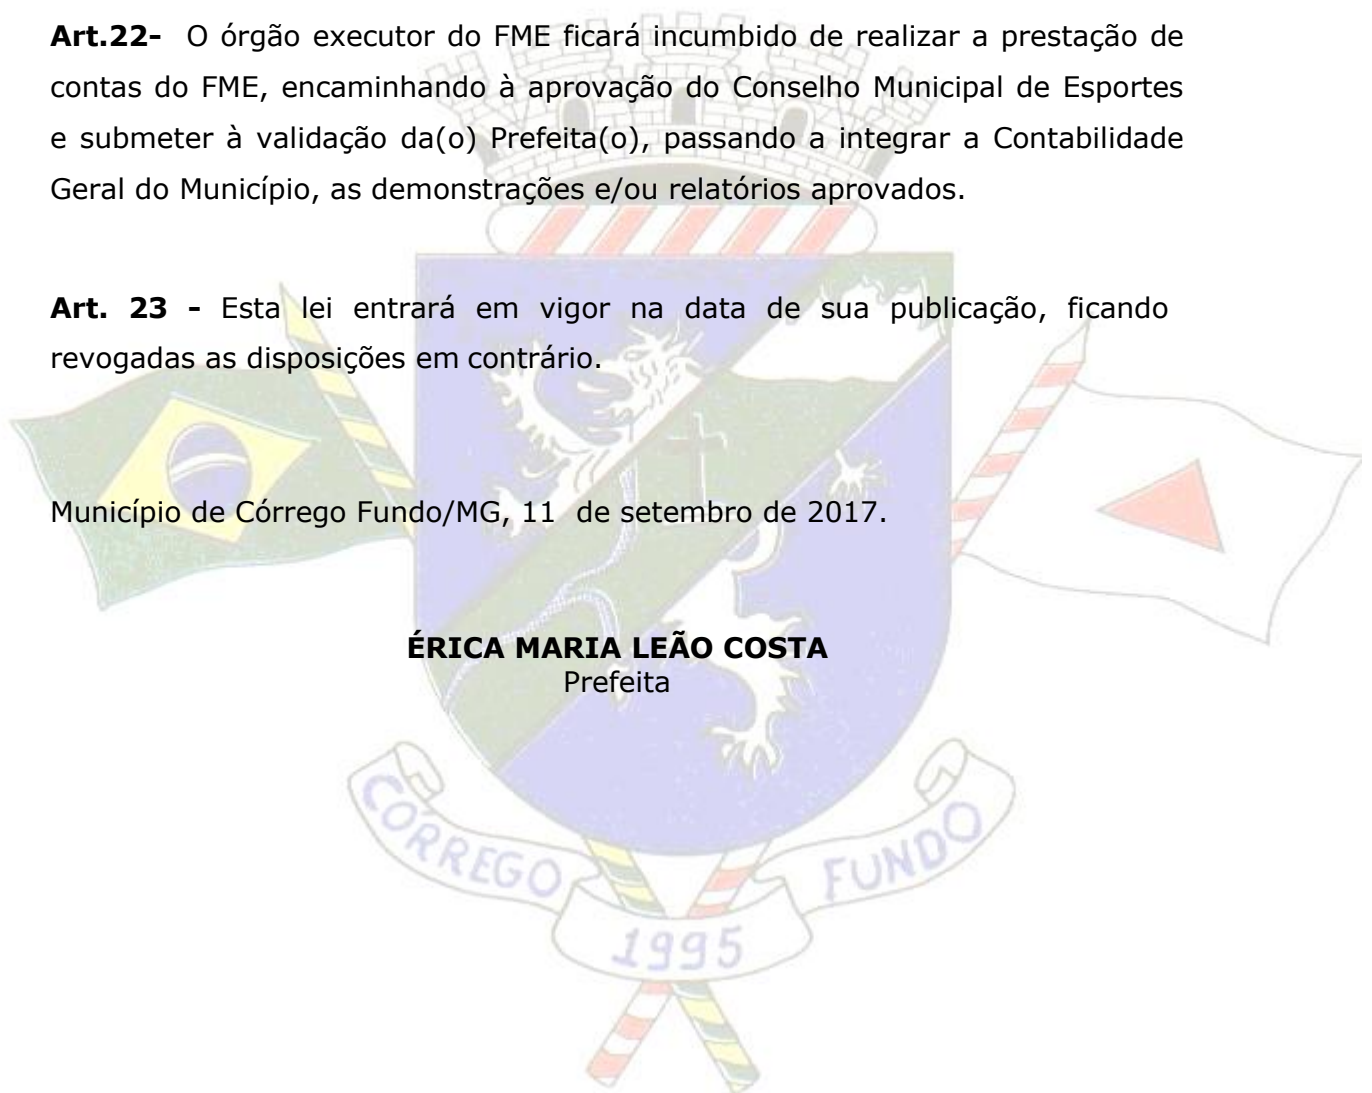 Art.22- O órgão executor do FME ficará incumbido de realizar a prestação de
contas do FME, encaminhando à aprovação do Conselho Municipal de Esportes
e submeter à validação da(o) Prefeita(o), passando a integrar a Contabilidade
Geral do Município, as demonstrações e/ou relatórios aprovados.
Art. 23 - Esta lei entrará em vigor na data de sua publicação, ficando
revogadas as disposições em contrário.
Município de Córrego Fundo/MG, 11 de setembro de 2017.
ÉRICA MARIA LEÃO COSTA
Prefeita
CÓRREGO FUNDO
1995